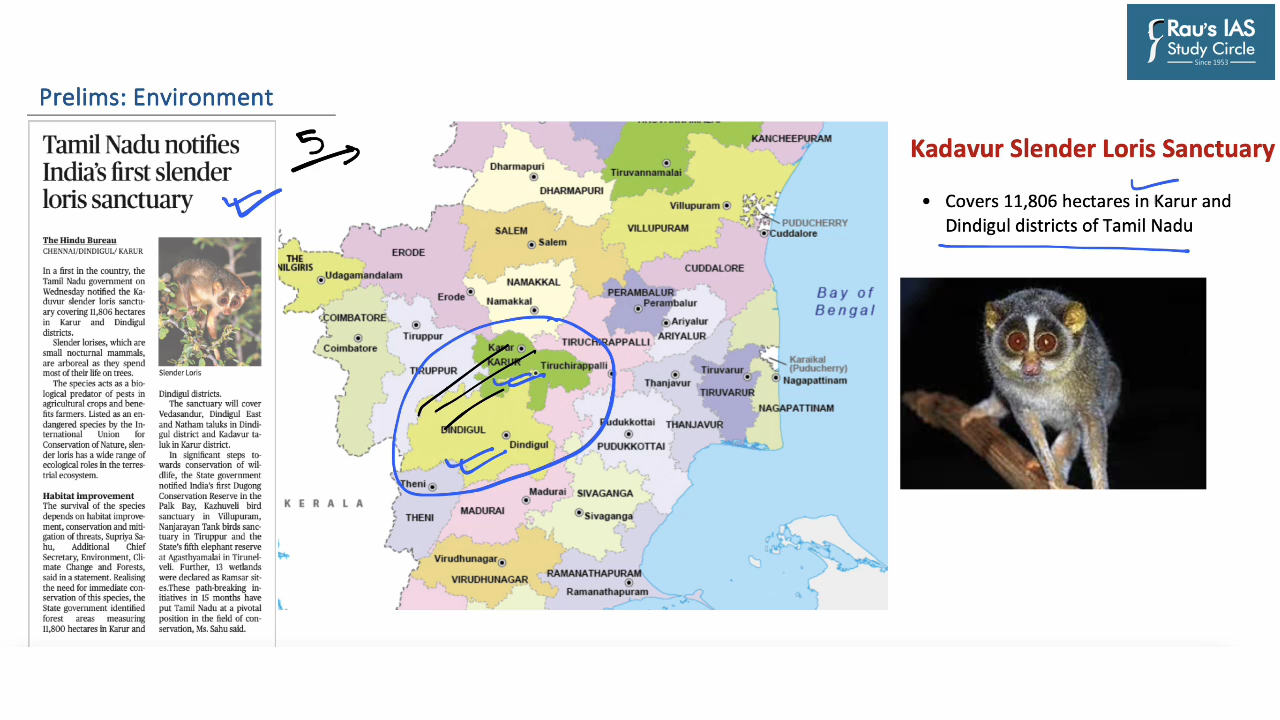 Rau's IAS
Study Circle
Since 1953
Prelims: Environment
Tamil Nadu notifies
India's first slender
loris sanctuary
The Hindu Bureau
CHENNAI/DINDIGUL/ KARUR
In a first in the country, the
Tamil Nadu government on
Wednesday notified the Ka-
duvur slender loris sanctu-
ary covering 11,806 hectares
in Karur and Dindigul
districts.
Slender lorises, which are
small nocturnal mammals,
are arboreal as they spend
most of their life on trees.
The species acts as a bio-
logical predator of pests in
agricultural crops and bene-
fits farmers. Listed as an en-
dangered species by the In-
ternational Union for
Conservation of Nature, slen-
der loris has a wide range of
ecological roles in the terres-
trial ecosystem.
Habitat improvement
The survival of the species
depends on habitat improve-
ment, conservation and miti-
gation of threats, Supriya Sa-
hu, Additional Chief
Secretary, Environment, Cli-
mate Change and Forests,
said in a statement. Realising
the need for immediate con-
servation of this species, the
State government identified
forest areas measuring
11,800 hectares in Karur and
Slender Loris
Dindigul districts.
The sanctuary will cover
Vedasandur, Dindigul East
and Natham taluks in Dindi-
gul district and Kadavur ta-
luk in Karur district.
In significant steps to-
wards conservation of wil-
dlife, the State government
notified India's first Dugong
Conservation Reserve in the
Palk Bay, Kazhuveli bird
sanctuary in Villupuram,
Nanjarayan Tank birds sanc-
tuary in Tiruppur and the
State's fifth elephant reserve
at Agasthyamalai in Tirunel-
veli. Further, 13 wetlands
were declared as Ramsar sit-
es.These path-breaking in-
itiatives in 15 months have
put Tamil Nadu at a pivotal
position in the field of con-
servation, Ms. Sahu said.
5
KANCHEEPURAM
Dharmapuri
DHARMAPURI
Tiruvannamalai
Villupuram
VILLUPURAM
PUDUCHERRY
Cuddalore
SALEM
Salem
ERODE
THE
NILGIRIS
Udagamandalam
CUDDALORE
NAMAKKAL
Namakkal
Erode
PERAMBALUR
Perambalur
Bay of
Bengal
COIMBATORE
Coimbatore
Tiruppur
TIRUPPUR
Ariyalur
ARIYALUR
Karur
KARUR
TIRUCHIRAPPALLI
Tiruchirappalli
Karaikal
(Puducherry)
Nagapattinam
Thanjavur
Tiruvarur
TIRUVARUR
NAGAPATTINAM
THANJAVUR
Pudukkottai
PUDUKKOTTAI
DINDIGUL
Dindigul
Theni
THENI
KERALA
Madurai
MADURAI
SIVAGANGA
Sivaganga
Virudhunagar
VIRUDHUNAGAR
RAMANATHAPURAM
Ramanathapuram
Kadavur Slender Loris Sanctuary
• Covers 11,806 hectares in Karur and
Dindigul districts of Tamil Nadu